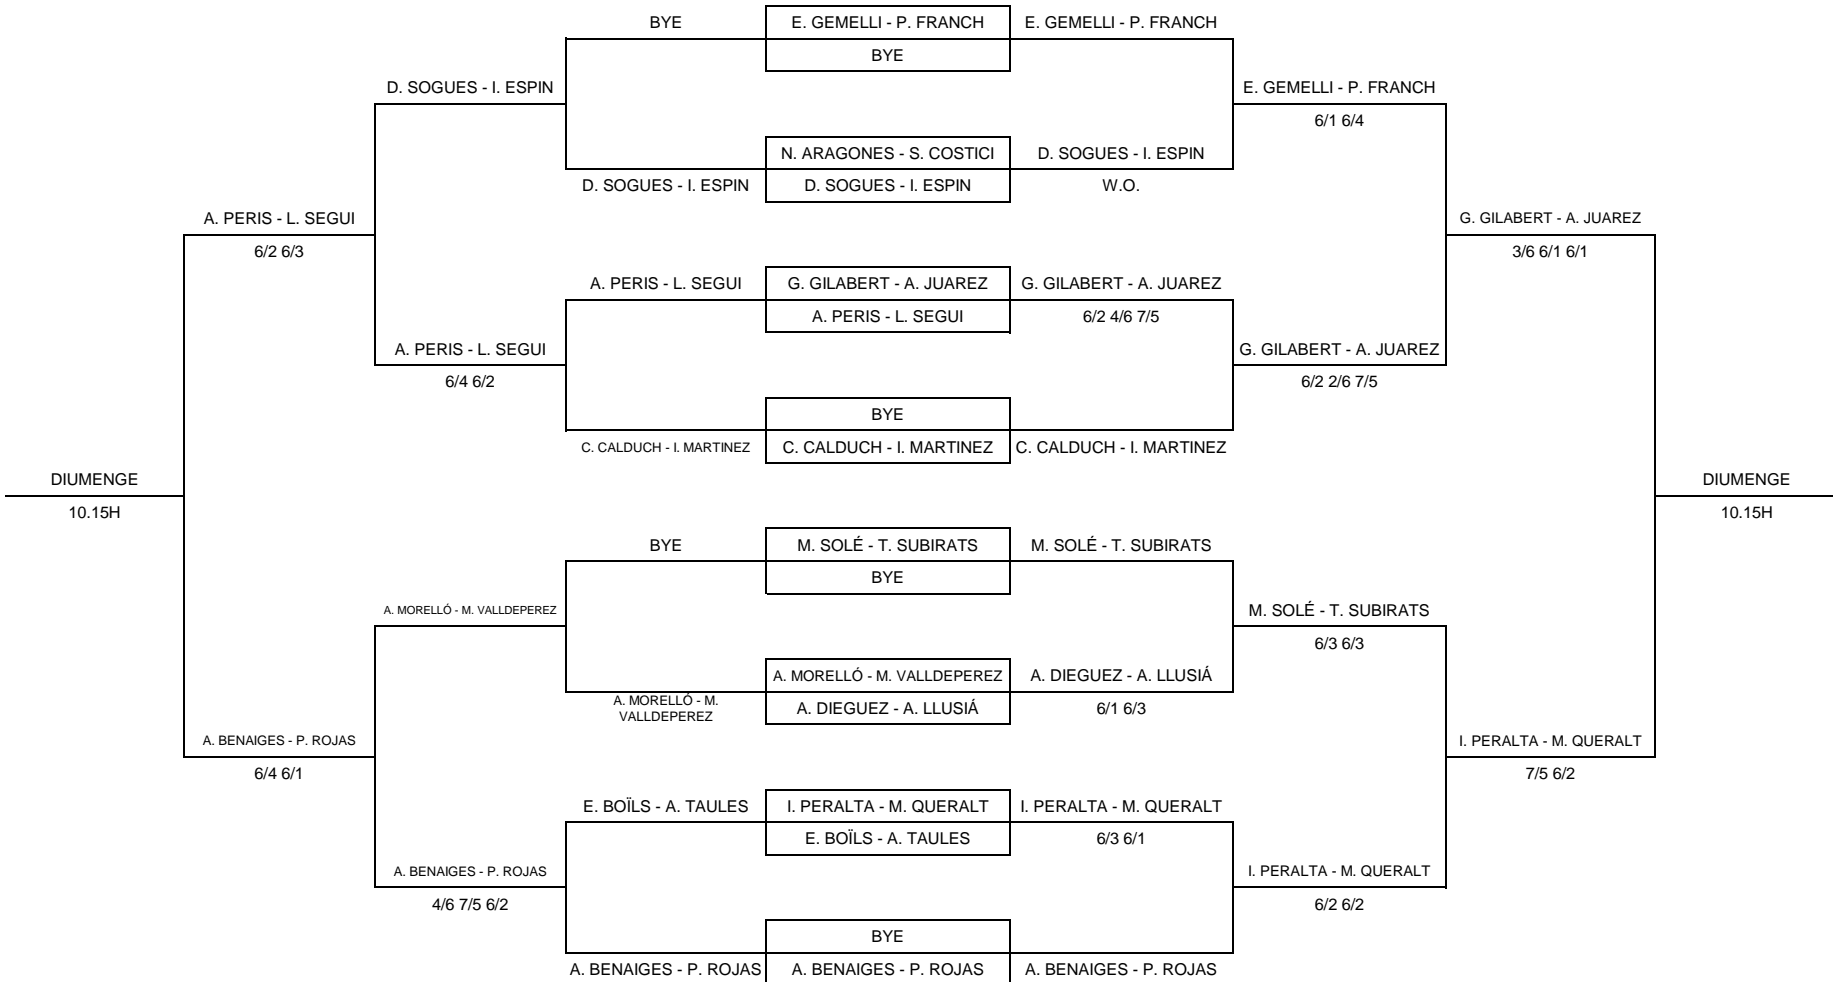 BYE
E. GEMELLI - P. FRANCH
E. GEMELLI - P. FRANCH
BYE
D. SOGUES - I. ESPIN
E. GEMELLI - P. FRANCH
6/1 6/4
N. ARAGONES - S. COSTICI
D. SOGUES - I. ESPIN
D. SOGUES - I. ESPIN
D. SOGUES - I. ESPIN
W.O.
A. PERIS - L. SEGUI
G. GILABERT - A. JUAREZ
6/2 6/3
3/6 6/1 6/1
A. PERIS - L. SEGUI
G. GILABERT - A. JUAREZ
G. GILABERT - A. JUAREZ
A. PERIS - L. SEGUI
6/2 4/6 7/5
A. PERIS - L. SEGUI
G. GILABERT - A. JUAREZ
6/4 6/2
6/2 2/6 7/5
BYE
C. CALDUCH - I. MARTINEZ
C. CALDUCH - I. MARTINEZ
C. CALDUCH - I. MARTINEZ
DIUMENGE
DIUMENGE
10.15H
10.15H
BYE
M. SOLÉ - T. SUBIRATS
M. SOLÉ - T. SUBIRATS
BYE
A. MORELLÓ - M. VALLDEPEREZ
M. SOLÉ - T. SUBIRATS
6/3 6/3
A. MORELLÓ - M. VALLDEPEREZ
A. DIEGUEZ - A. LLUSIÁ
A. MORELLÓ - M.
VALLDEPEREZ
A. DIEGUEZ - A. LLUSIÁ
6/1 6/3
A. BENAIGES - P. ROJAS
I. PERALTA - M. QUERALT
6/4 6/1
7/5 6/2
E. BOÏLS - A. TAULES
I. PERALTA - M. QUERALT
I. PERALTA - M. QUERALT
E. BOÏLS - A. TAULES
6/3 6/1
A. BENAIGES - P. ROJAS
I. PERALTA - M. QUERALT
4/6 7/5 6/2
6/2 6/2
BYE
A. BENAIGES - P. ROJAS
A. BENAIGES - P. ROJAS
A. BENAIGES - P. ROJAS